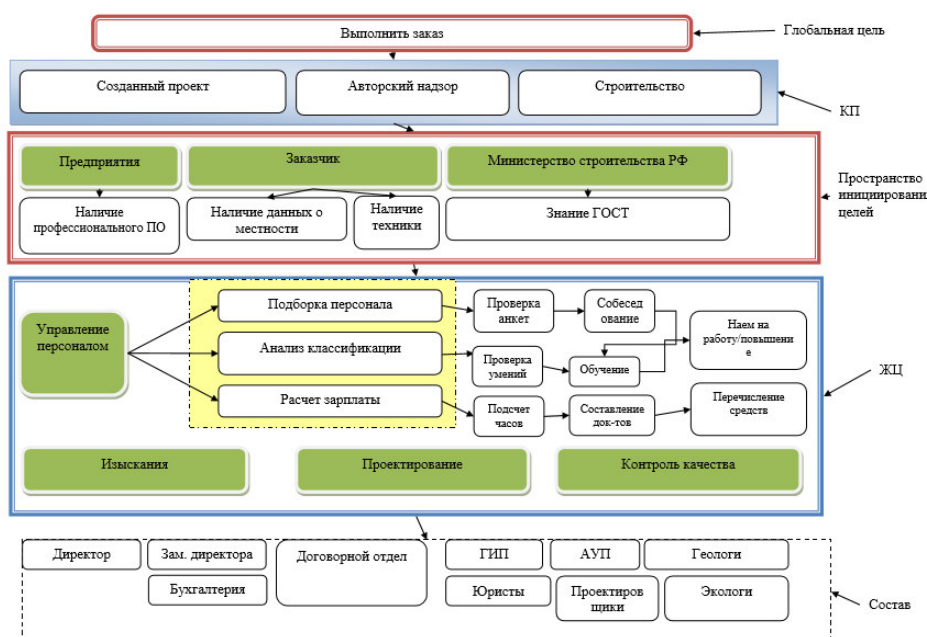 Выполнить заказ
Глобальная цель
Созданный проект
Авторский надзор
Строительство
КП
Предприятия
Заказчик
Министерство строительства РФ
Наличие
профессионального ПО
Наличие данных о
местности
Наличие
техники
Знание ГОСТ
Пространство
инициировани
целей
Управление
персоналом
Подборка персонала
Анализ классификации
Расчет зарплаты
Проверка
анкет
Собесед
ование
Проверка
умений
Обучение
Наем на
работу/повышени
е
Подсчет
часов
Составление
док-тов
Перечисление
средств
ЖЦ
Изыскания
Проектирование
Контроль качества
Директор
Зам. директора
Бухгалтерия
Договорной отдел
ГИП
АУП
Геологи
Юристы
Проектиров
щики
Экологи
Состав